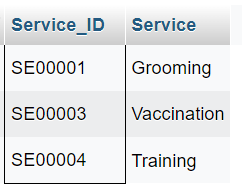 Service_ID Service
SE00001 Grooming
SE00003 Vaccination
SE00004 Training